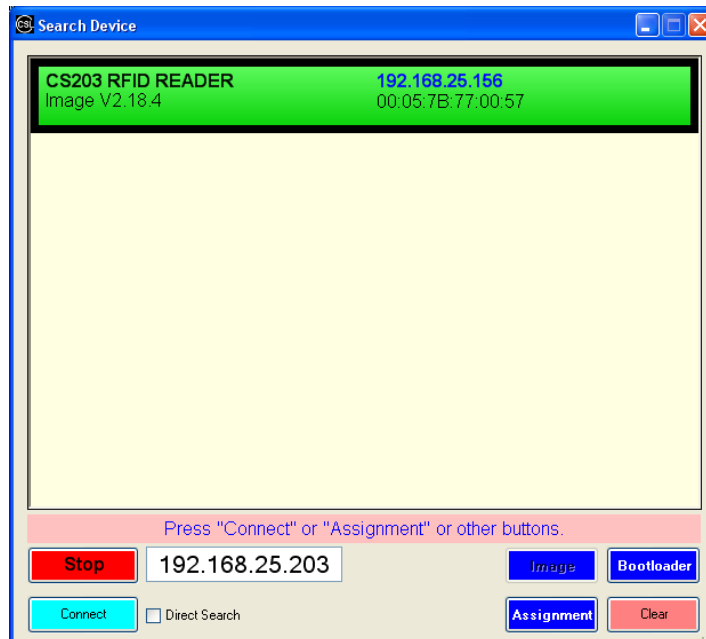 CSL Search Device
CS203 RFID READER 192.168.25.156
Image V2.18.4 00:05:7B:77:00:57
Press "Connect" or "Assignment" or other buttons.
Stop 192.168.25.203 Image Bootloader
Connect Direct Search Assignment Clear